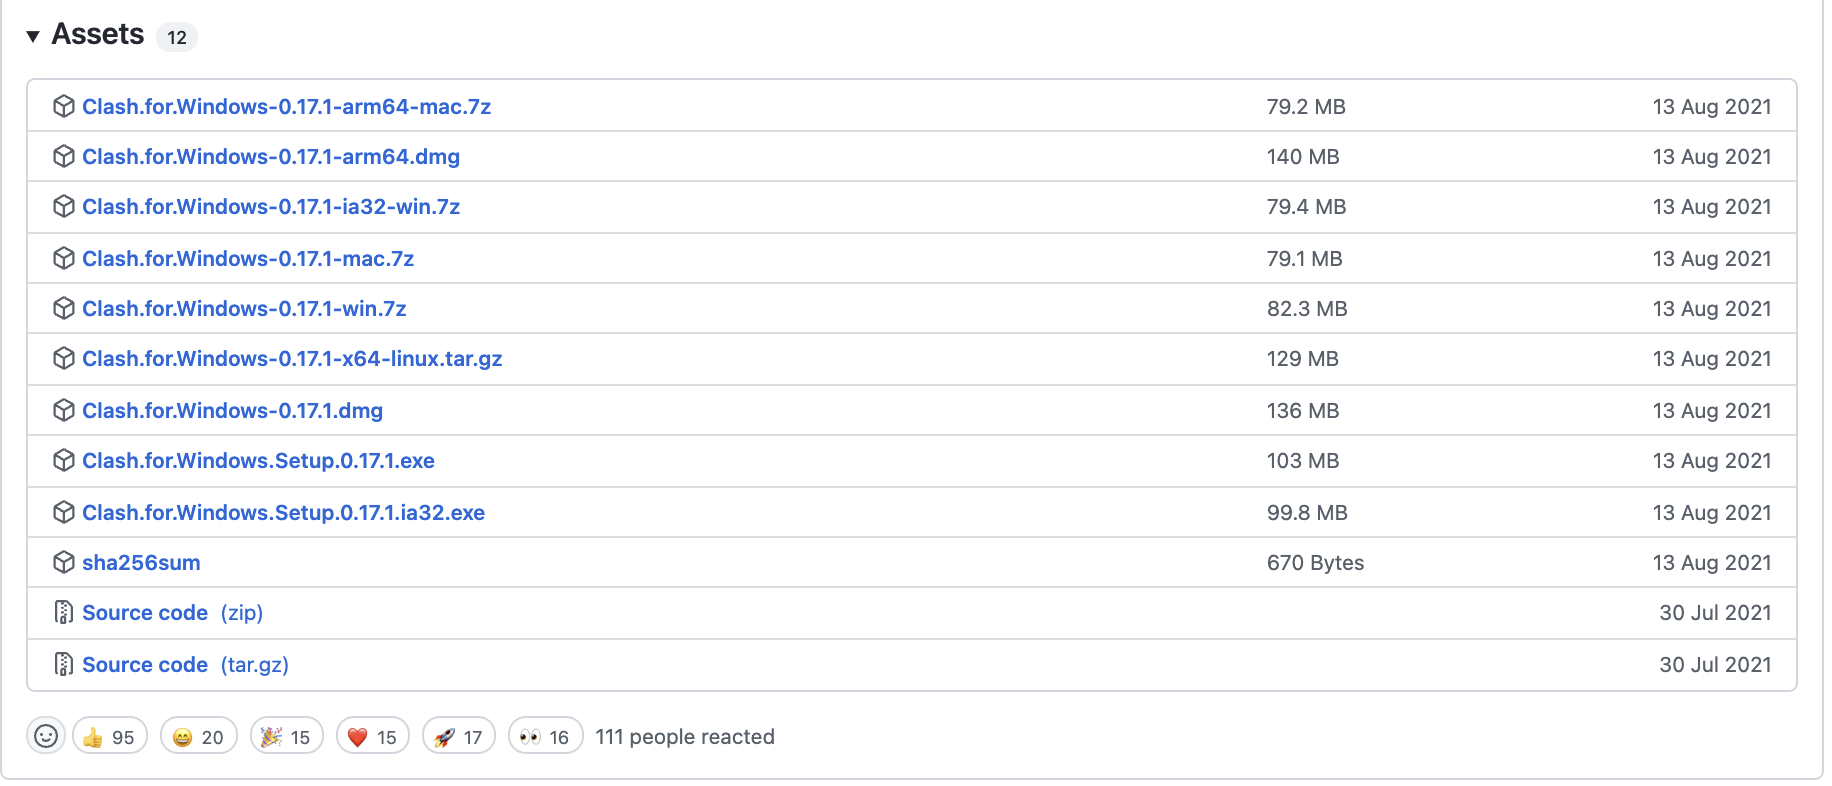 Assets 12
Clash.for.Windows-0.17.1-arm64-mac.7z 79.2 MB 13 Aug 2021
Clash.for.Windows-0.17.1-arm64.dmg 140 MB 13 Aug 2021
Clash.for.Windows-0.17.1-ia32-win.7z 79.4 MB 13 Aug 2021
Clash.for.Windows-0.17.1-mac.7z 79.1 MB 13 Aug 2021
Clash.for.Windows-0.17.1-win.7z 82.3 MB 13 Aug 2021
Clash.for.Windows-0.17.1-x64-linux.tar.gz 129 MB 13 Aug 2021
Clash.for.Windows-0.17.1.dmg 136 MB 13 Aug 2021
Clash.for.Windows.Setup.0.17.1.exe 103 MB 13 Aug 2021
Clash.for.Windows.Setup.0.17.1.ia32.exe 99.8 MB 13 Aug 2021
sha256sum 670 Bytes 13 Aug 2021
Source code (zip) 30 Jul 2021
Source code (tar.gz) 30 Jul 2021
95 20 15 15 17 16 111 people reacted